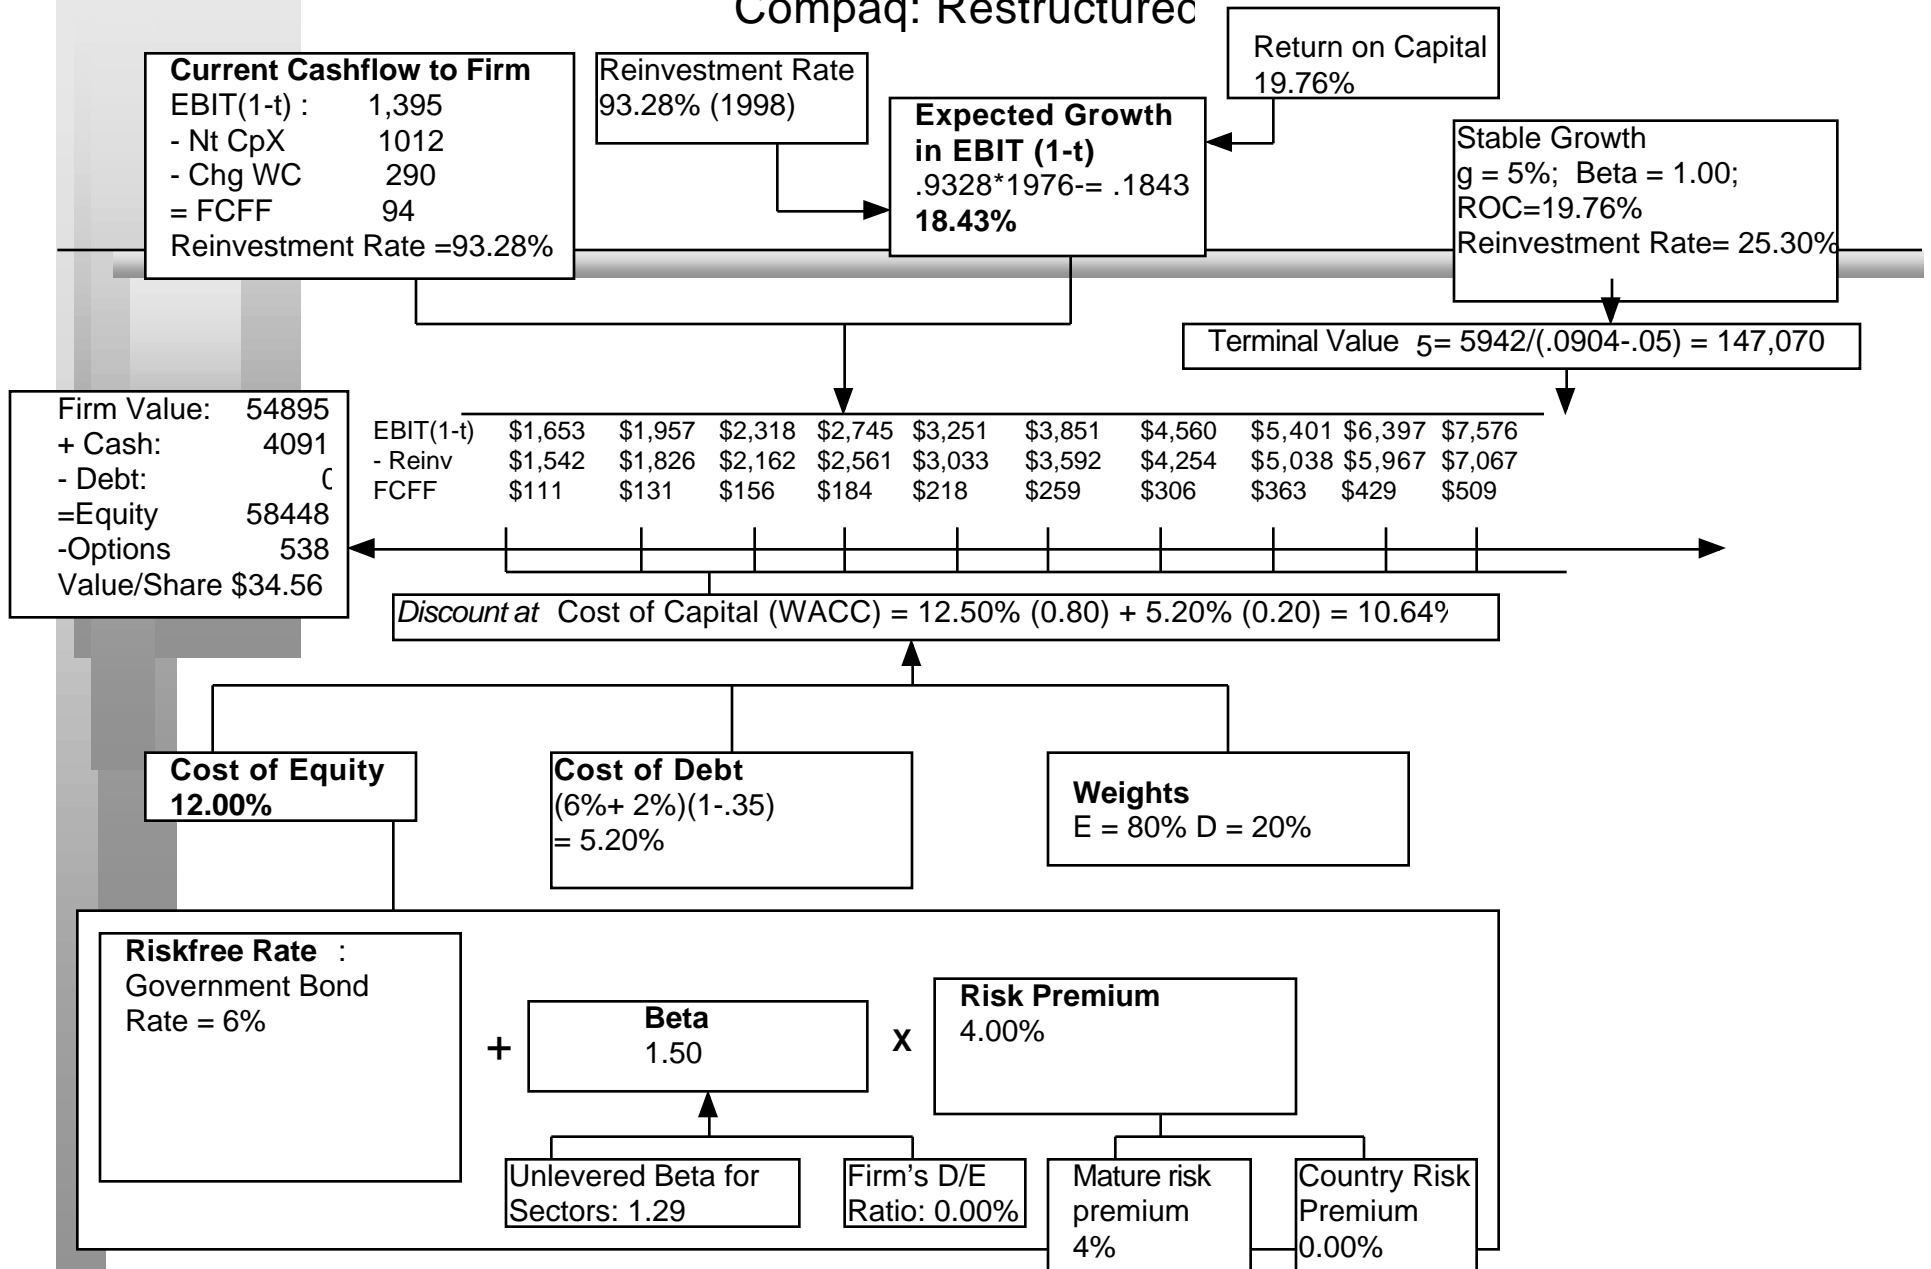 Compaq: Restructured
Current Cashflow to Firm
EBIT(1-t) : 1,395
- Nt CpX 1012
- Chg WC 290
= FCFF 94
Reinvestment Rate =93.28%
Reinvestment Rate
93.28% (1998)
Expected Growth
in EBIT (1-t)
.9328*1976-= .1843
18.43%
Return on Capital
19.76%
Stable Growth
g = 5%; Beta = 1.00;
ROC=19.76%
Reinvestment Rate= 25.30%
Terminal Value 5= 5942/(.0904-.05) = 147,070
Firm Value: 54895
+ Cash: 4091
- Debt: 0
=Equity 58448
-Options 538
Value/Share $34.56
EBIT(1-t) $1,653 $1,957 $2,318 $2,745 $3,251 $3,851 $4,560 $5,401 $6,397 $7,576
- Reinv $1,542 $1,826 $2,162 $2,561 $3,033 $3,592 $4,254 $5,038 $5,967 $7,067
FCFF $111 $131 $156 $184 $218 $259 $306 $363 $429 $509
Discount at Cost of Capital (WACC) = 12.50% (0.80) + 5.20% (0.20) = 10.64%
Cost of Equity
12.00%
Cost of Debt
(6%+ 2%)(1-.35)
= 5.20%
Weights
E = 80% D = 20%
Riskfree Rate :
Government Bond
Rate = 6%
+
Beta
1.50
X
Risk Premium
4.00%
Unlevered Beta for
Sectors: 1.29
Firm's D/E
Ratio: 0.00%
Mature risk
premium
4%
Country Risk
Premium
0.00%